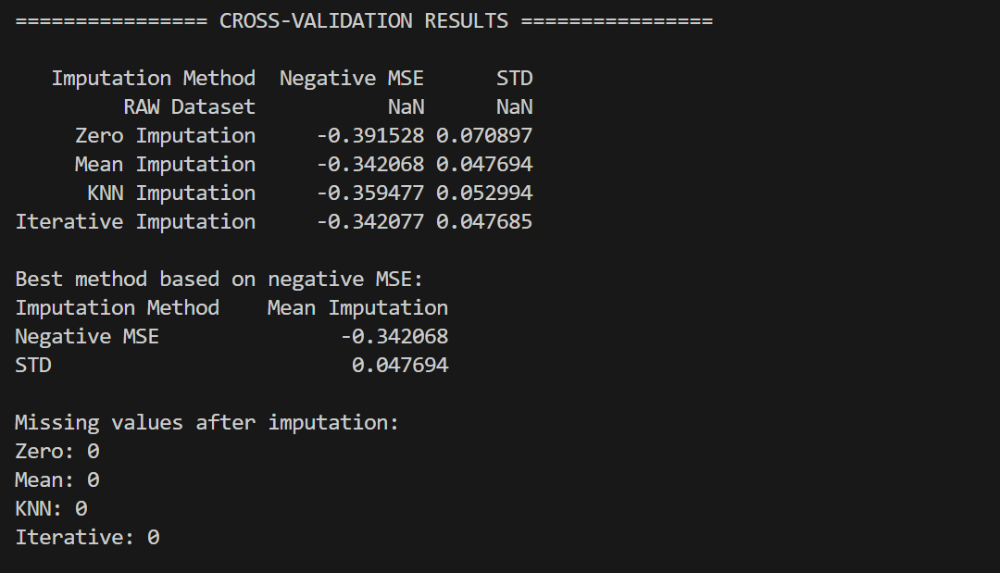 ================ CROSS-VALIDATION RESULTS ================
Imputation Method  Negative MSE      STD
RAW Dataset           NaN      NaN
Zero Imputation     -0.391528 0.070897
Mean Imputation     -0.342068 0.047694
KNN Imputation     -0.359477 0.052994
Iterative Imputation     -0.342077 0.047685
Best method based on negative MSE:
Imputation Method    Mean Imputation
Negative MSE               -0.342068
STD                         0.047694
Missing values after imputation:
Zero: 0
Mean: 0
KNN: 0
Iterative: 0